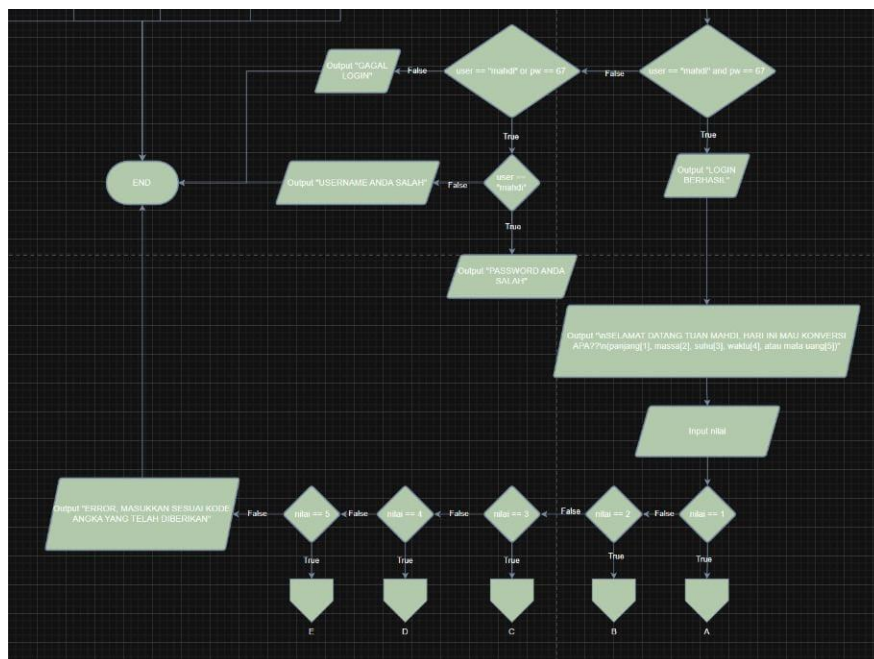 Output "GAGAL
LOGIN"
False
user == "mahdi" or pw == 67
False
user == "mahdi" and pw == 67
True
True
END
Output "USERNAME ANDA SALAH"
False
user ==
"mahdi"
Output "LOGIN
BERHASIL"
True
Output "PASSWORD ANDA
SALAH"
Output "\nSELAMAT DATANG TUAN MAHDI, HARI INI MAU KONVERSI
APA??\n(panjang[1], massa[2], suhu[3], waktu[4], atau mata uang[5])"
Input nilai
Output "ERROR, MASUKKAN SESUAI KODE
ANGKA YANG TELAH DIBERIKAN"
False
nilai == 5
False
nilai == 4
False
nilai == 3
False
nilai == 2
False
nilai == 1
True
True
True
True
True
E
D
C
B
A